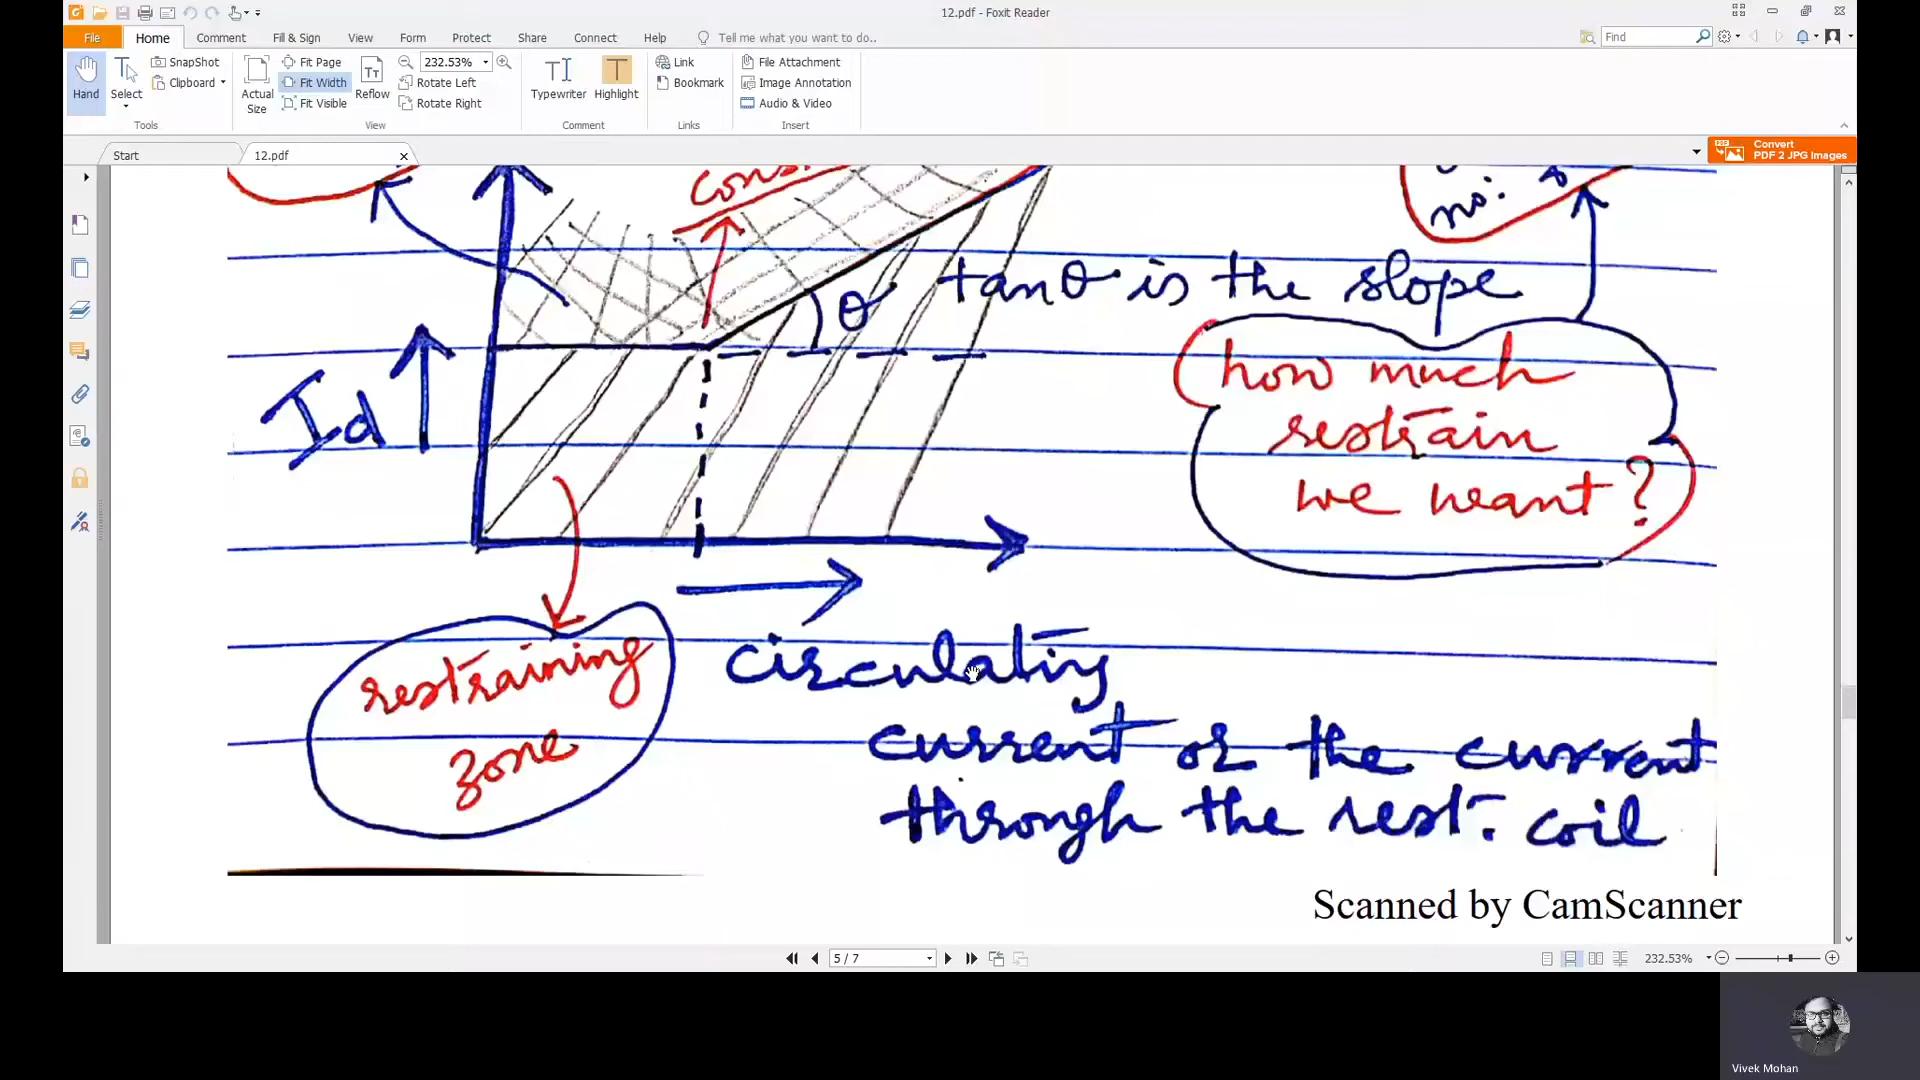 12.pdf - Foxit Reader
File Home Comment Fill & Sign View Form Protect Share Connect Help Tell me what you want to do.. Find
Hand
Select
SnapShot
Clipboard
Tools
Actual
Size
Fit Page
Fit Width
Fit Visible
Reflow
232.53%
Rotate Left
Rotate Right
View
Typewriter
Highlight
Comment
Link
Bookmark
Links
File Attachment
Image Annotation
Audio & Video
Insert
Start
12.pdf
Convert
PDF 2 JPG Images
cons.
no:
θ tanθ is the slope
Id
how much
restrain
we want ?
restraining
zone
circulating
current or the current
through the rest. coil
Scanned by CamScanner
5 / 7
232.53%
Vivek Mohan